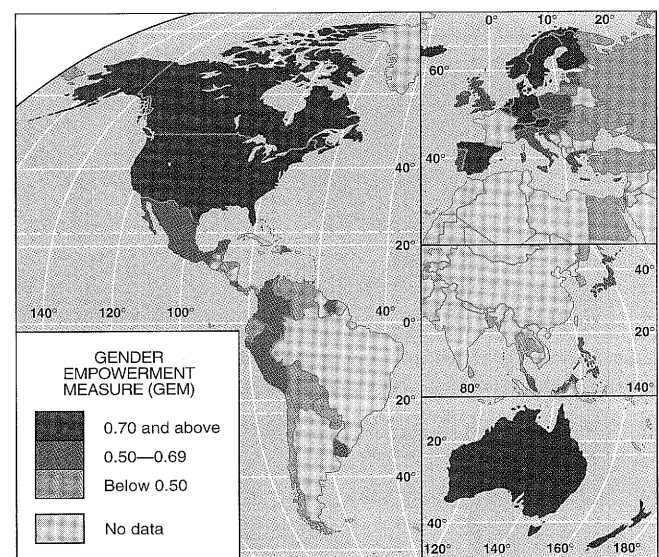 0° 10° 20°
60°
40°
40°
20°
140° 120° 100° 40°
0°
20°
40°
40°
20°
80° 140°
20°
40°
120° 140° 160° 180°
GENDER
EMPOWERMENT
MEASURE (GEM)
0.70 and above
0.50—0.69
Below 0.50
No data